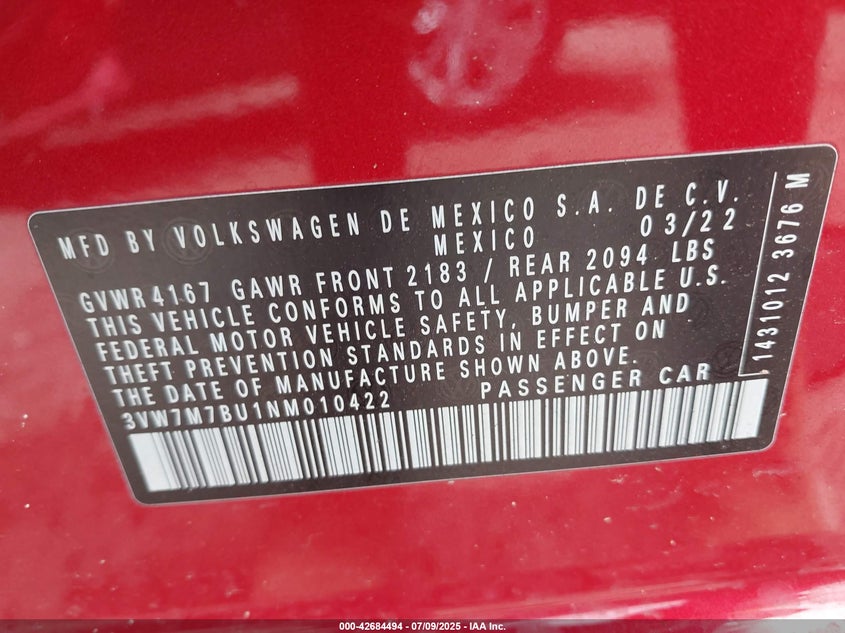 MFD BY VOLKSWAGEN DE MEXICO S.A. DE C.V.
MEXICO 03/22
GVWR 4167 GAWR FRONT 2183 / REAR 2094 LBS
THIS VEHICLE CONFORMS TO ALL APPLICABLE U.S.
FEDERAL MOTOR VEHICLE SAFETY, BUMPER AND
THEFT PREVENTION STANDARDS IN EFFECT ON
THE DATE OF MANUFACTURE SHOWN ABOVE.
3VW7M7BU1NM010422 PASSENGER CAR
1431012 3676 M
000-42684494 - 07/09/2025 - IAA Inc.